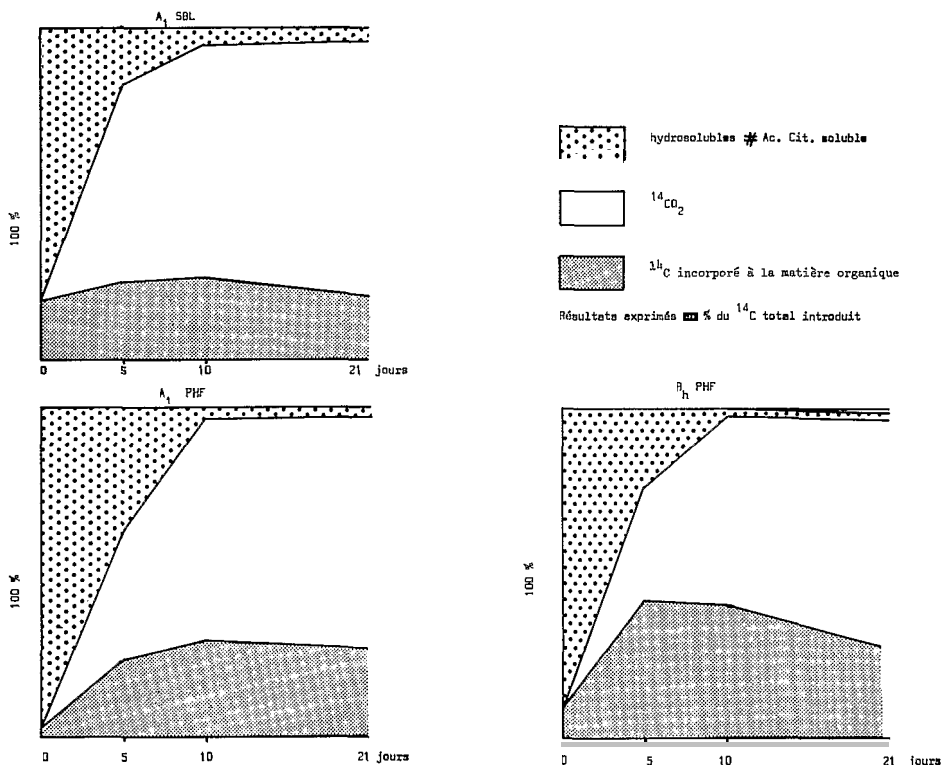 A₁ SBL
100 %
0 5 10 21 jours
hydrosolubles # Ac. Cit. soluble
¹⁴CO₂
¹⁴C incorporé à la matière organique
Résultats exprimés % du ¹⁴C total introduit
A₁ PHF
100 %
0 5 10 21 jours
B_h PHF
100 %
0 5 10 21 jours